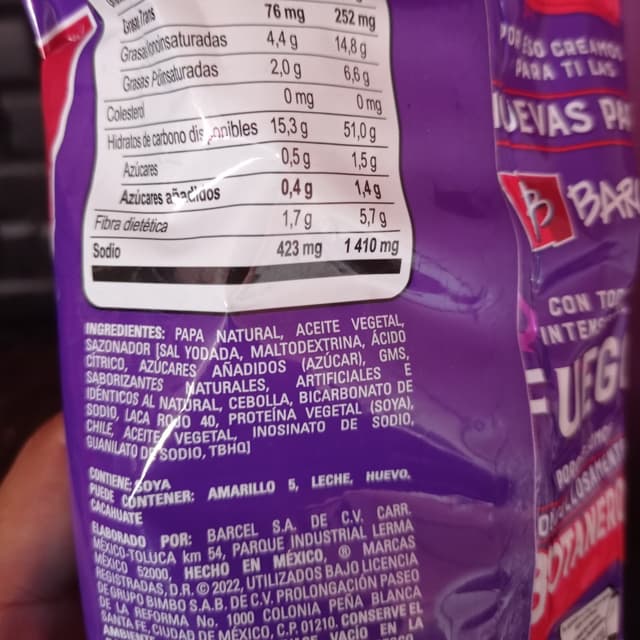 Grasas Trans 76 mg 252 mg
Grasas Monoinsaturadas 4,4 g 14,8 g
Grasas Poliinsaturadas 2,0 g 6,6 g
Colesterol 0 mg 0 mg
Hidratos de carbono disponibles 15,3 g 51,0 g
Azúcares 0,5 g 1,5 g
Azúcares añadidos 0,4 g 1,4 g
Fibra dietética 1,7 g 5,7 g
Sodio 423 mg 1 410 mg
INGREDIENTES: PAPA NATURAL, ACEITE VEGETAL,
SAZONADOR [SAL YODADA, MALTODEXTRINA, ÁCIDO
CÍTRICO, AZÚCARES AÑADIDOS (AZÚCAR), GMS,
SABORIZANTES NATURALES, ARTIFICIALES E
IDÉNTICOS AL NATURAL, CEBOLLA, BICARBONATO DE
SODIO, LACA ROJO 40, PROTEÍNA VEGETAL (SOYA),
CHILE, ACEITE VEGETAL, INOSINATO DE SODIO,
GUANILATO DE SODIO, TBHQ]
CONTIENE SOYA
PUEDE CONTENER: AMARILLO 5, LECHE, HUEVO,
CACAHUATE
ELABORADO POR: BARCEL S.A. DE C.V. CARR.
MÉXICO-TOLUCA km 54, PARQUE INDUSTRIAL LERMA
MÉXICO 52000, HECHO EN MÉXICO, ® MARCAS
REGISTRADAS, D.R. © 2022, UTILIZADOS BAJO LICENCIA
DE GRUPO BIMBO S.A.B. DE C.V. PROLONGACIÓN PASEO
DE LA REFORMA No. 1000 COLONIA PEÑA BLANCA
SANTA FE, CIUDAD DE MÉXICO, C.P. 01210. CONSERVE EL
VACÍO EN LA
POR ESO CREAMOS
PARA TI LAS
NUEVAS PA
B BAR
CON TO
INTENS
FUEG
BOTANERO